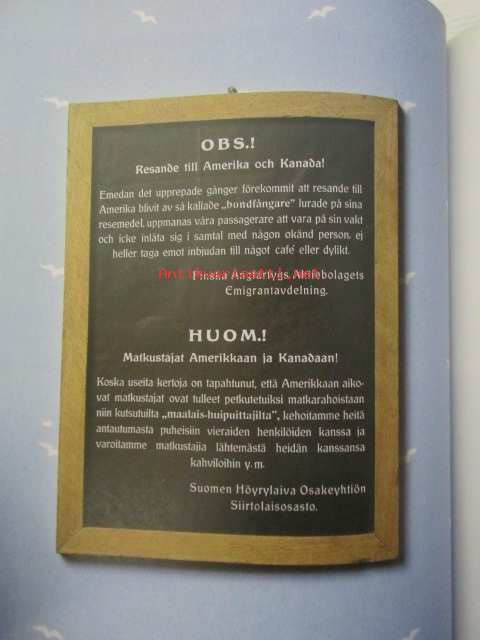 OBS.!
Resande till Amerika och Kanada!
Emedan det upprepade gånger förekommit att resande till
Amerika blivit av så kallade „bondfångare" lurade på sina
resemedel, uppmanas våra passagerare att vara på sin vakt
och icke inlåta sig i samtal med någon okänd person, ej
heller taga emot inbjudan till något café eller dylikt.
Finska Ångfartygs Aktiebolagets
Emigrantavdelning.
HUOM.!
Matkustajat Amerikkaan ja Kanadaan!
Koska useita kertoja on tapahtunut, että Amerikkaan aiko-
vat matkustajat ovat tulleet petkutetuiksi matkarahoistaan
niin kutsutuilta „maalais-huiputtajilta", kehoitamme heitä
antautumasta puheisiin vieraiden henkilöiden kanssa ja
varoitamme matkustajia lähtemästä heidän kanssansa
kahviloihin y. m.
Suomen Höyrylaiva Osakeyhtiön
Siirtolaisosasto.